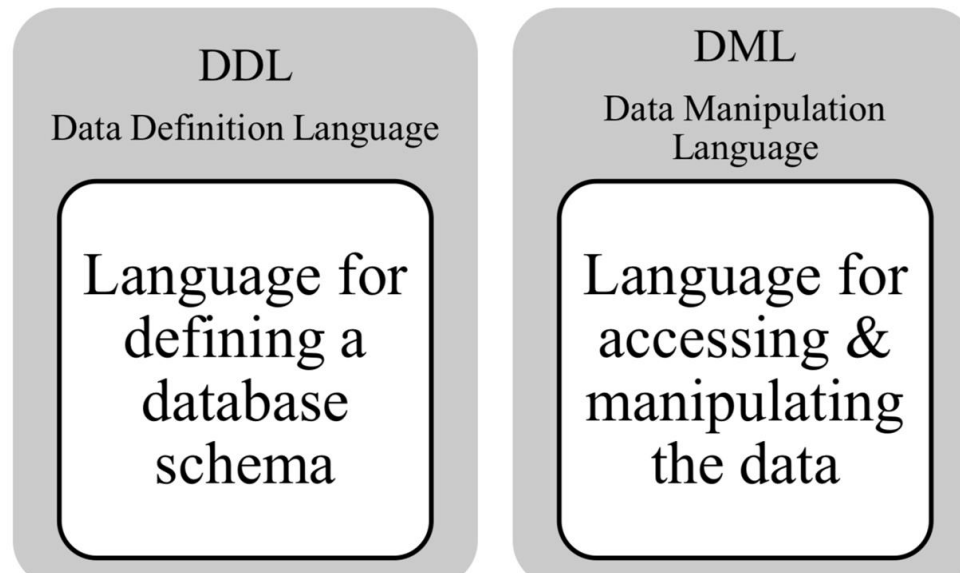 DDL
Data Definition Language
Language for
defining a
database
schema
DML
Data Manipulation
Language
Language for
accessing &
manipulating
the data